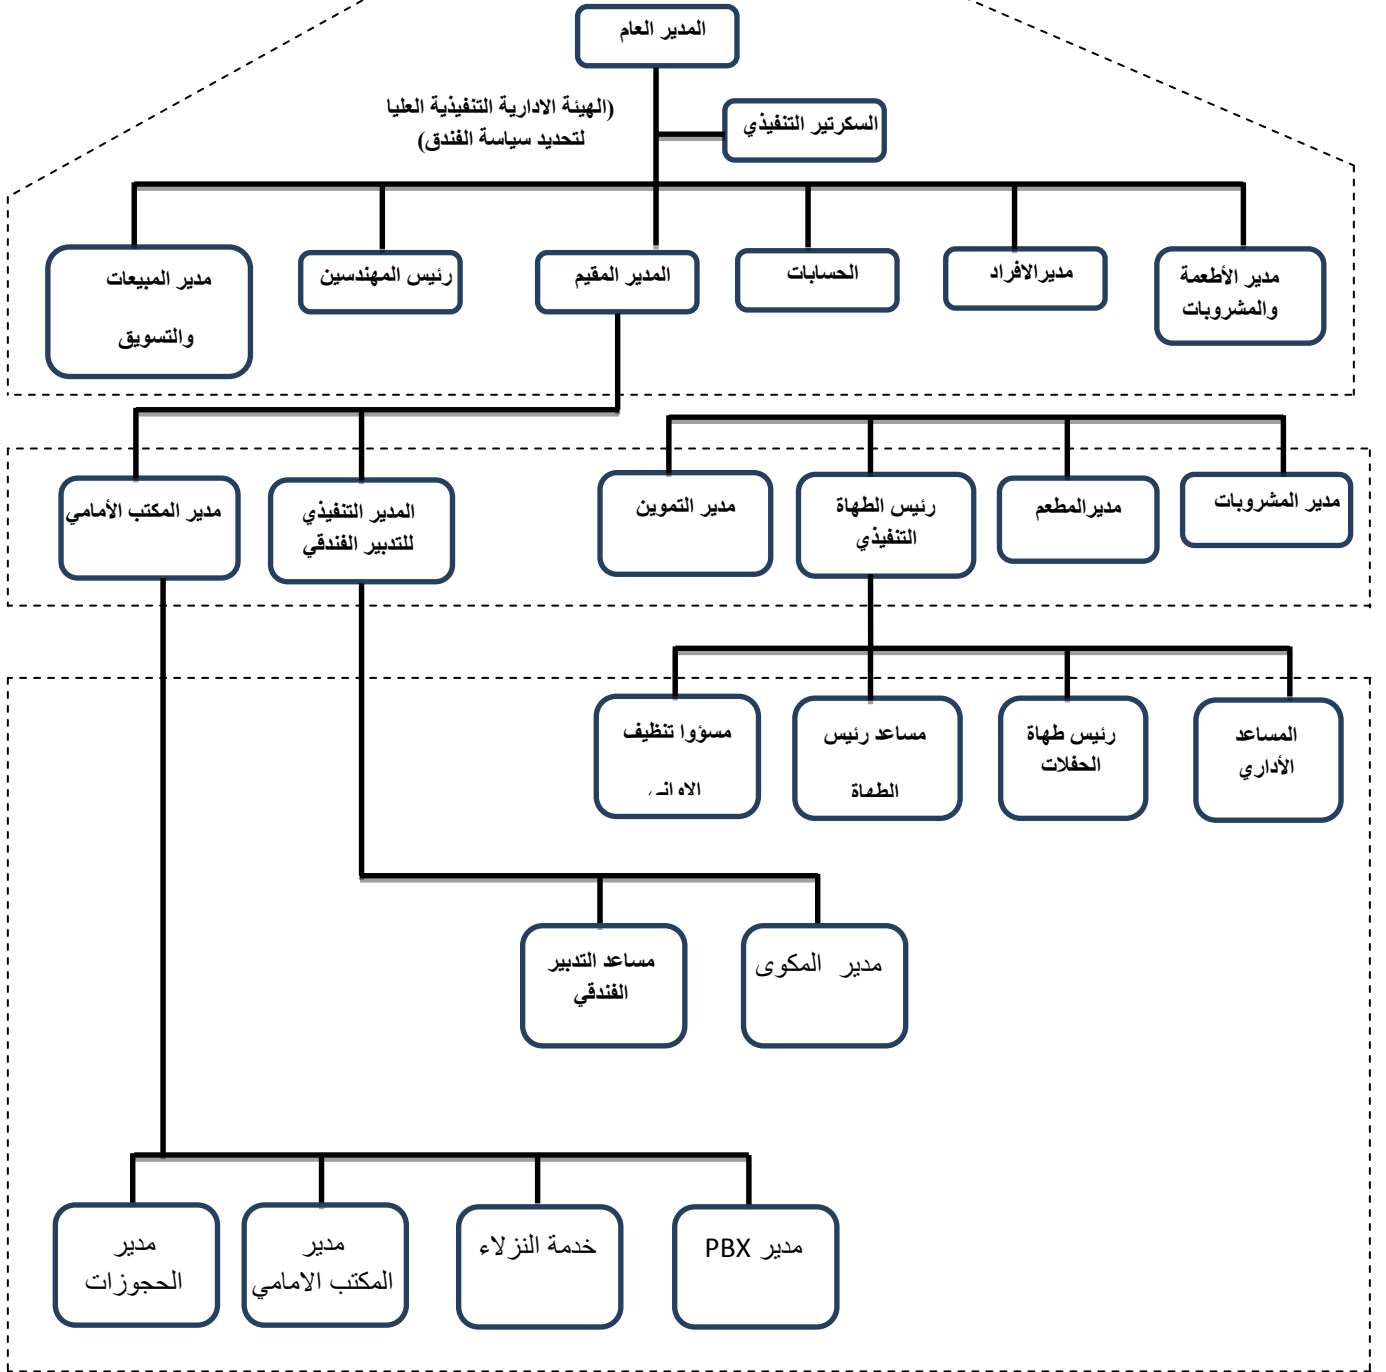 المدير العام
(الهيئة الادارية التنفيذية العليا
لتحديد سياسة الفندق)
السكرتير التنفيذي
مدير الأطعمة
والمشروبات
مديرالافراد
الحسابات
المدير المقيم
رئيس المهندسين
مدير المبيعات
والتسويق
مدير المشروبات
مديرالمطعم
رئيس الطهاة
التنفيذي
مدير التموين
المدير التنفيذي
للتدبير الفندقي
مدير المكتب الأمامي
المساعد
الأداري
رئيس طهاة
الحفلات
مساعد رئيس
الطهاة
مسؤوا تنظيف
الاواني
مدير المكوى
مساعد التدبير
الفندقي
مدير PBX
خدمة النزلاء
مدير
المكتب الامامي
مدير
الحجوزات